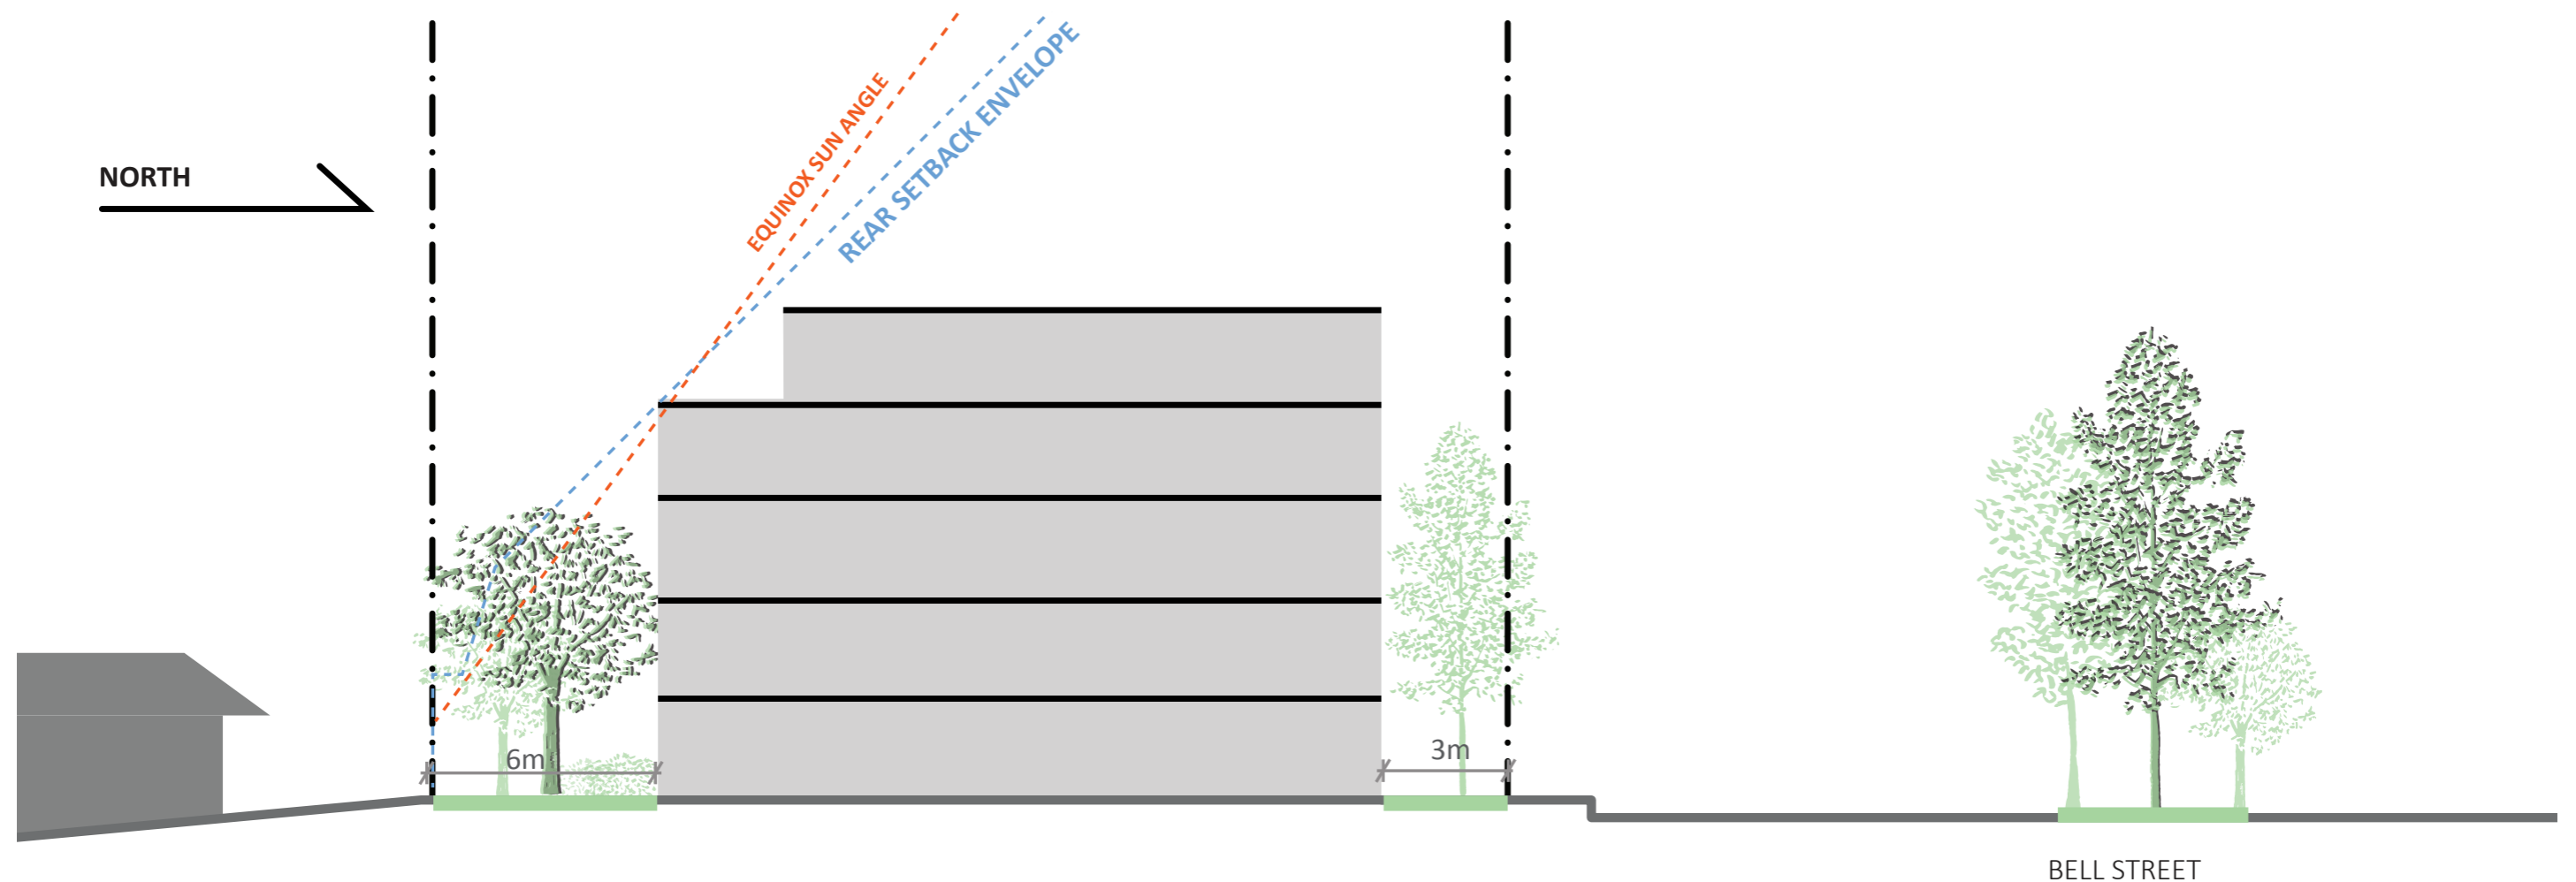 EQUINOX SUN ANGLE
REAR SETBACK ENVELOPE
NORTH
6m
3m
BELL STREET